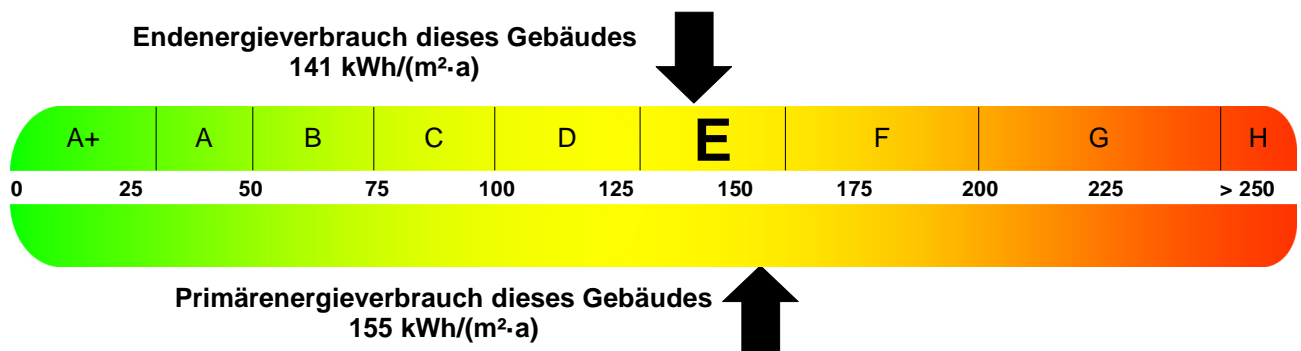 Endenergieverbrauch dieses Gebäudes
141 kWh/(m²·a)
A+ A B C D E F G H
0 25 50 75 100 125 150 175 200 225 > 250
Primärenergieverbrauch dieses Gebäudes
155 kWh/(m²·a)